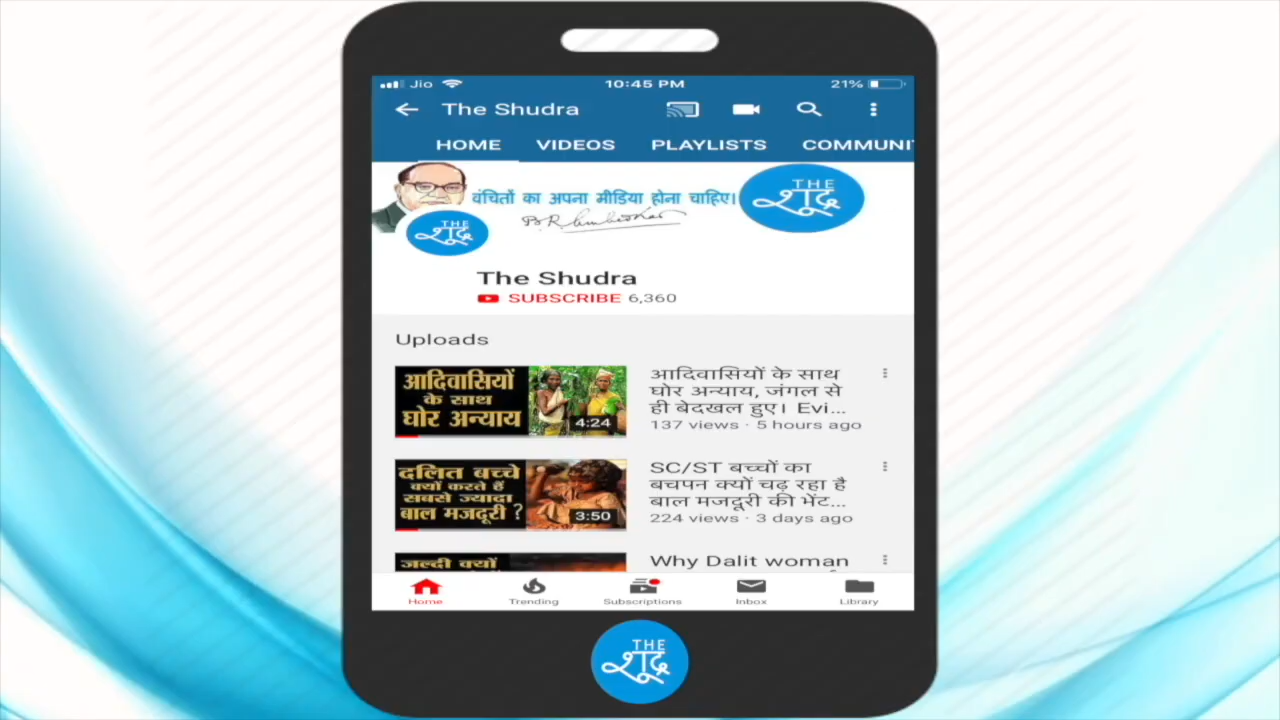 Jio 10:45 PM 21%
The Shudra
HOME VIDEOS PLAYLISTS COMMUNI
वंचितों का अपना मीडिया होना चाहिए।
THE
शूद्र
THE
शूद्र
The Shudra
SUBSCRIBE 6,360
Uploads
आदिवासियों
के साथ
घोर अन्याय
4:24
आदिवासियों के साथ
घोर अन्याय, जंगल से
ही बेदखल हुए। Evi...
137 views · 5 hours ago
दलित बच्चे
क्यों करते हैं
सबसे ज्यादा
बाल मजदूरी ?
3:50
SC/ST बच्चों का
बचपन क्यों चढ़ रहा है
बाल मजदूरी की भेंट...
224 views · 3 days ago
जल्दी क्यों
Why Dalit woman
Home Trending Subscriptions Inbox Library
THE
शूद्र